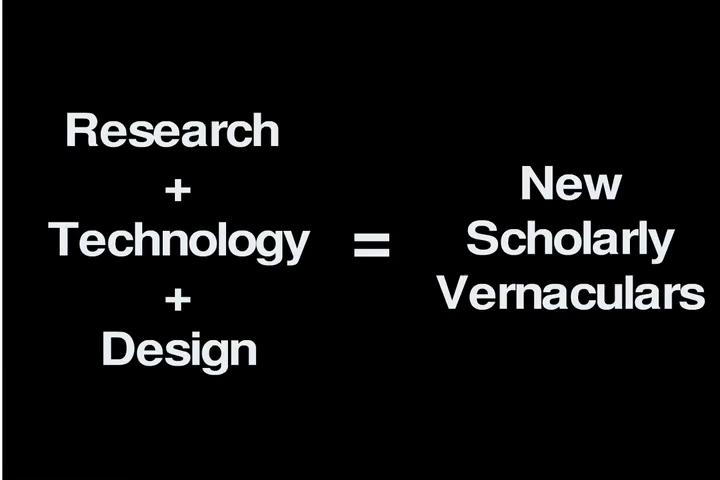 Research
+
Technology
+
Design
=
New
Scholarly
Vernaculars